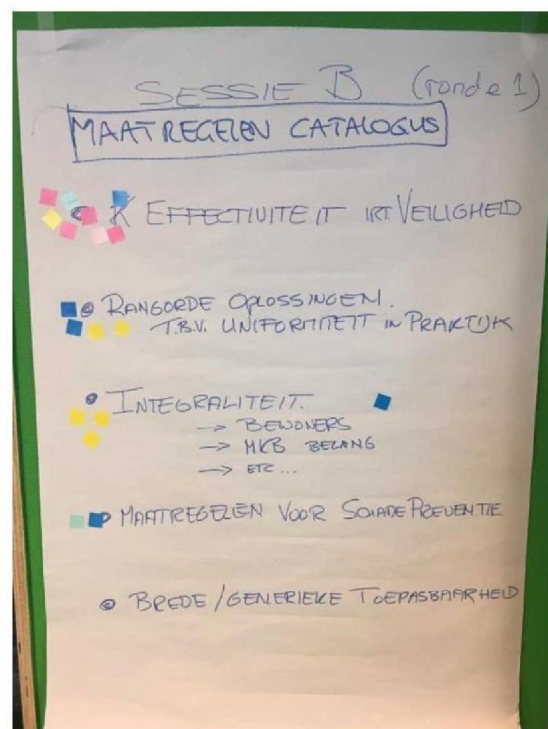 SESSIE B (ronde 1)
MAATREGELEN CATALOGUS
K EFFECTIVITEIT IRT VEILIGHEID
RANGORDE OPLOSSINGEN.
T.B.V. UNIFORMITEIT in PRAKTIJK
INTEGRALITEIT.
→ BEWONERS
→ MKB BELANG
→ ETC...
MAATREGELEN VOOR SCHADE PREVENTIE
BREDE / GENERIEKE TOEPASBAARHEID